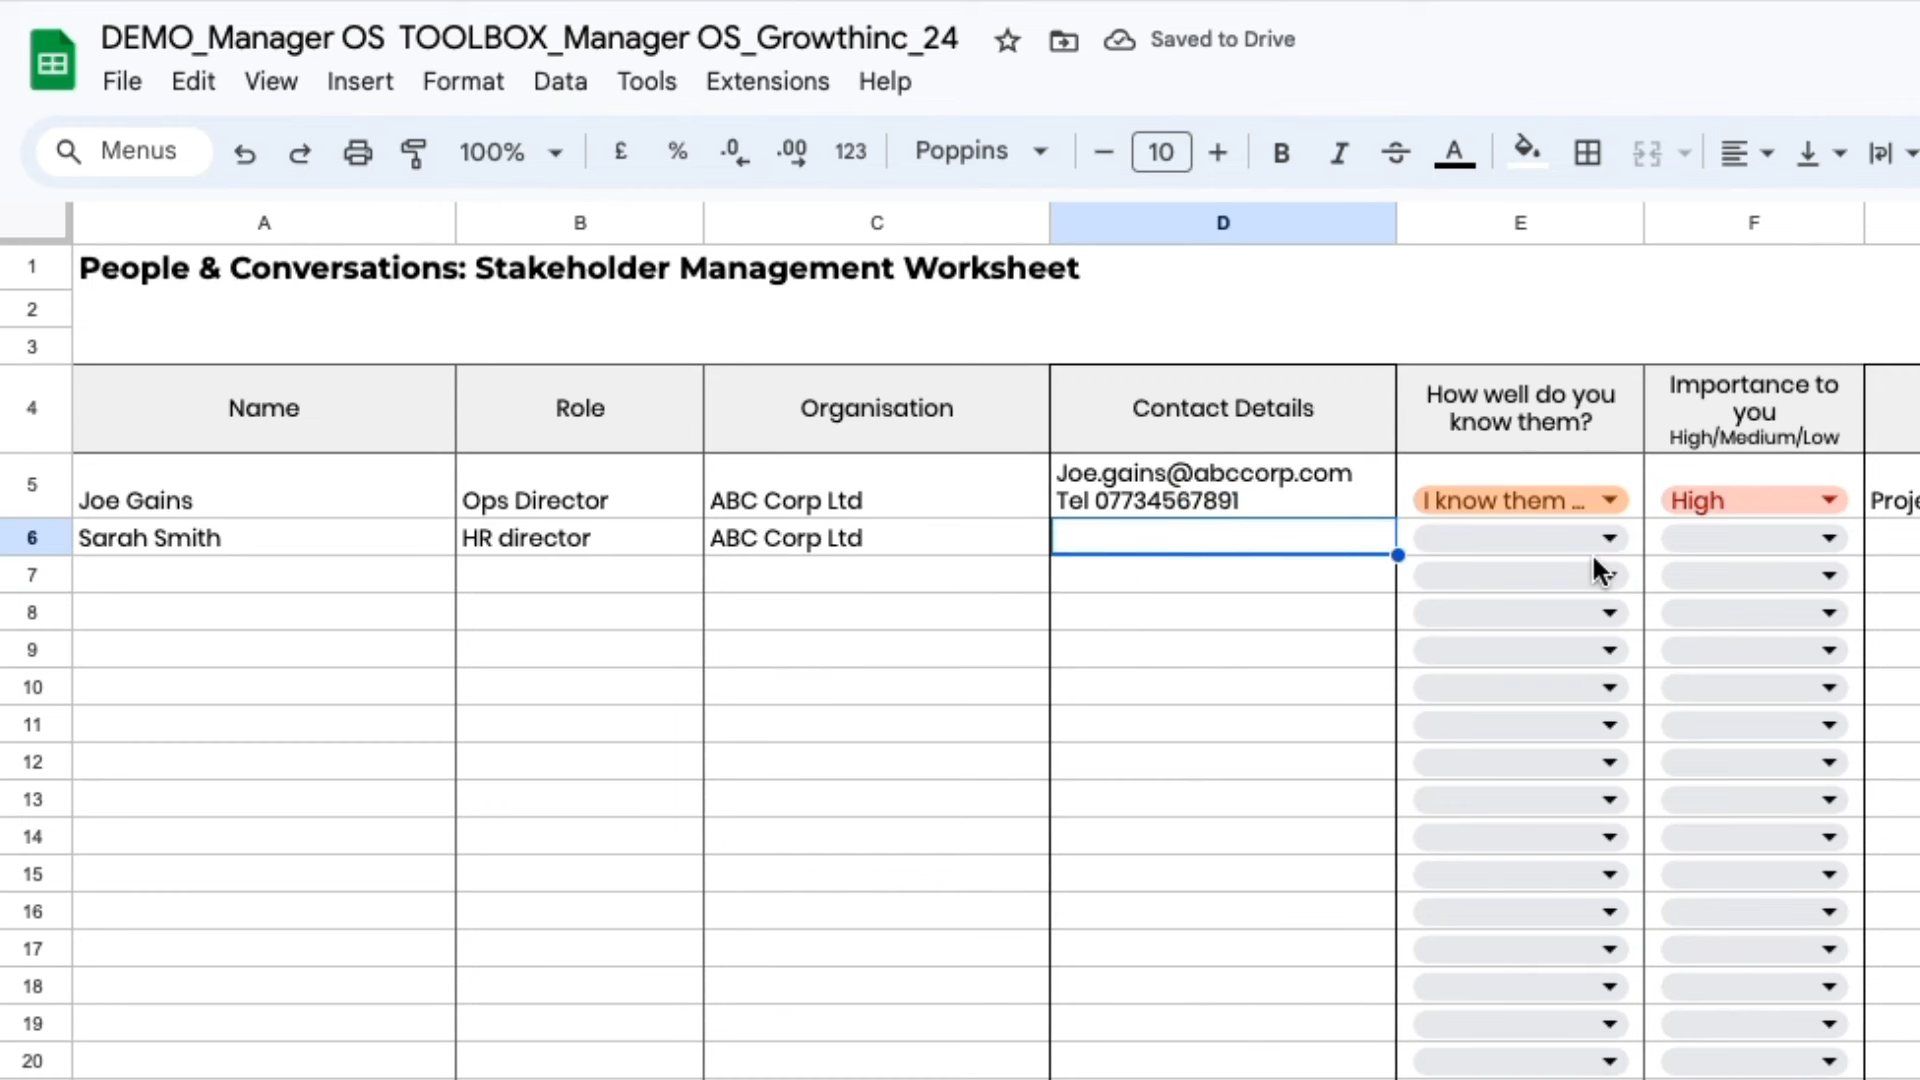 DEMO_Manager OS TOOLBOX_Manager OS_Growthinc_24 Saved to Drive
File Edit View Insert Format Data Tools Extensions Help
Menus 100% £ % .0 .00 123 Poppins 10 B I S A
A B C D E F
1 People & Conversations: Stakeholder Management Worksheet
2
3
4 Name Role Organisation Contact Details
How well do you
know them?
Importance to
you
High/Medium/Low
5 Joe Gains Ops Director ABC Corp Ltd
Joe.gains@abccorp.com
Tel 07734567891
I know them ... High Proje
6 Sarah Smith HR director ABC Corp Ltd
7
8
9
10
11
12
13
14
15
16
17
18
19
20